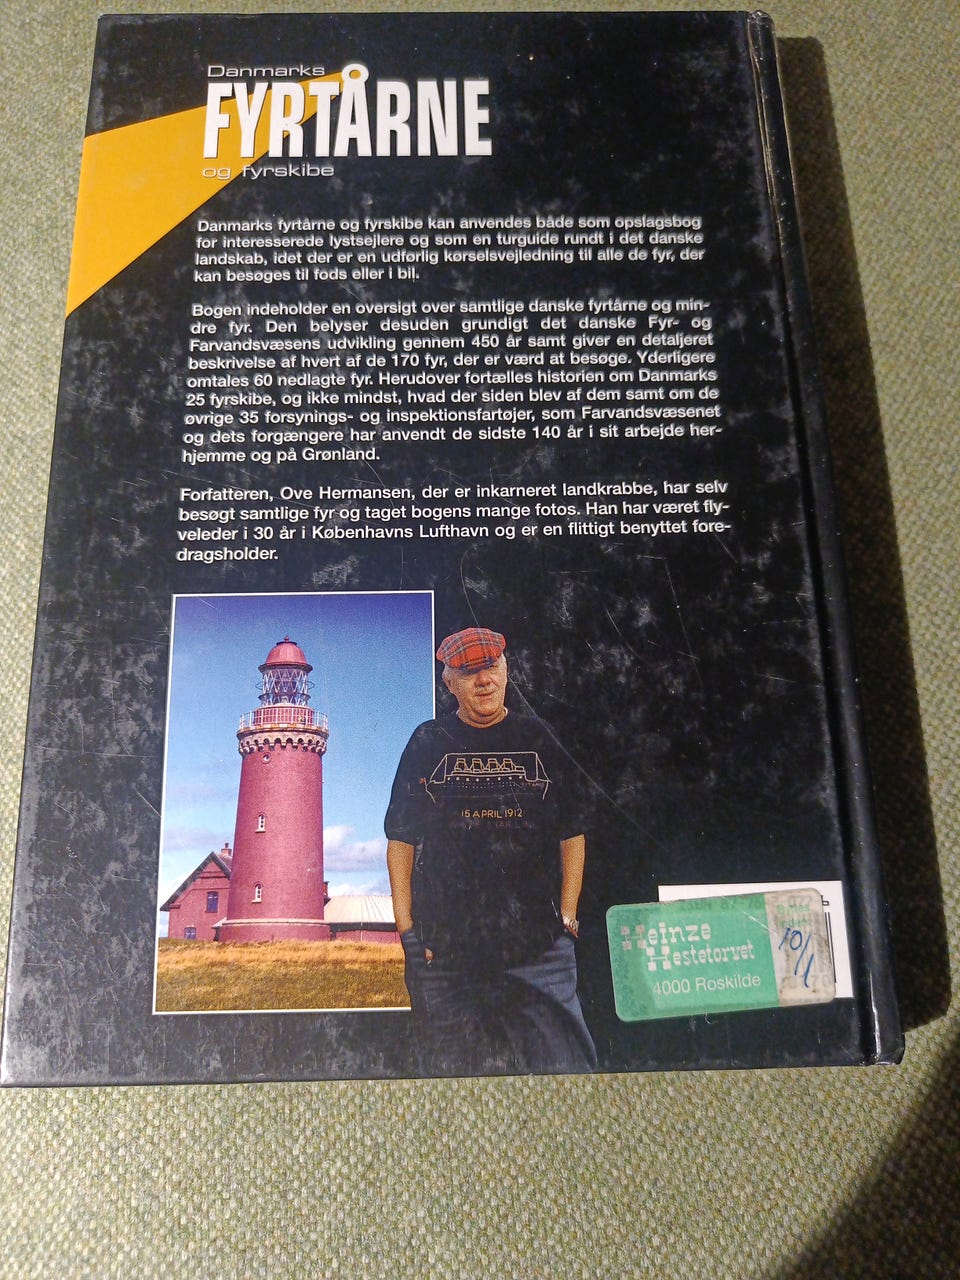 Danmarks
FYRTÅRNE
og fyrskibe
Danmarks fyrtårne og fyrskibe kan anvendes både som opslagsbog
for interesserede lystsejlere og som en turguide rundt i det danske
landskab, idet der er en udførlig kørselsvejledning til alle de fyr, der
kan besøges til fods eller i bil.
Bogen indeholder en oversigt over samtlige danske fyrtårne og min-
dre fyr. Den belyser desuden grundigt det danske Fyr- og
Farvandsvæsens udvikling gennem 450 år samt giver en detaljeret
beskrivelse af hvert af de 170 fyr, der er værd at besøge. Yderligere
omtales 60 nedlagte fyr. Herudover fortælles historien om Danmarks
25 fyrskibe, og ikke mindst, hvad der siden blev af dem samt om de
øvrige 35 forsynings- og inspektionsfartøjer, som Farvandsvæsenet
og dets forgængere har anvendt de sidste 140 år i sit arbejde her-
hjemme og på Grønland.
Forfatteren, Ove Hermansen, der er inkarneret landkrabbe, har selv
besøgt samtlige fyr og taget bogens mange fotos. Han har været fly-
veleder i 30 år i Københavns Lufthavn og er en flittigt benyttet fore-
dragsholder.
15 APRIL 1912
Heinze
Hestetorvet
4000 Roskilde
10/1